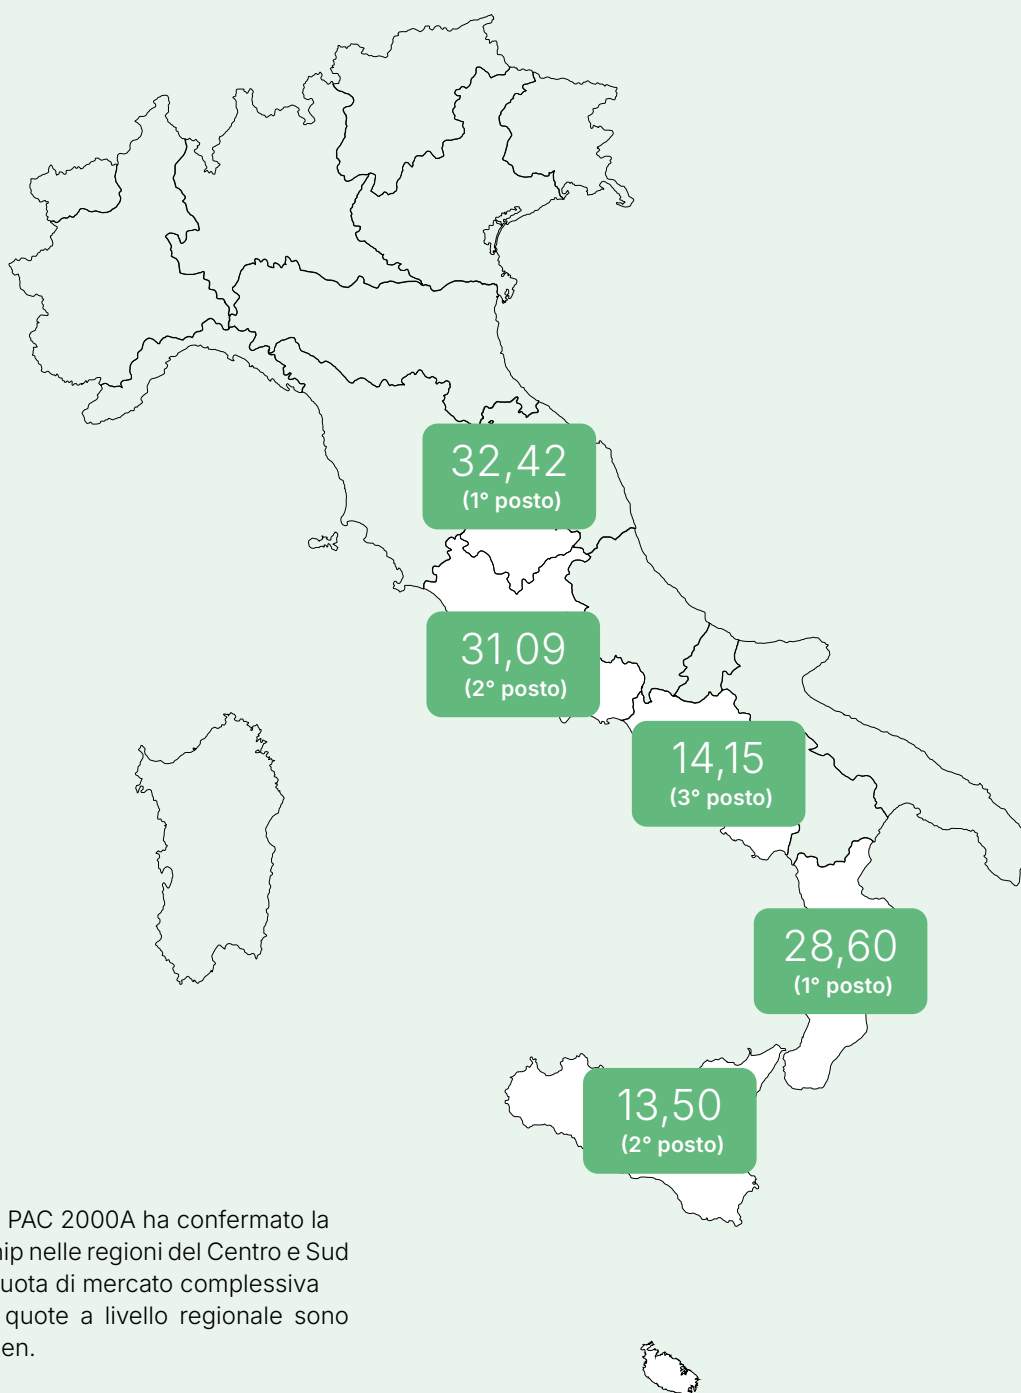 32,42
(1° posto)
31,09
(2° posto)
14,15
(3° posto)
28,60
(1° posto)
13,50
(2° posto)
PAC 2000A ha confermato la
nelle regioni del Centro e Sud
di mercato complessiva
quote a livello regionale sono